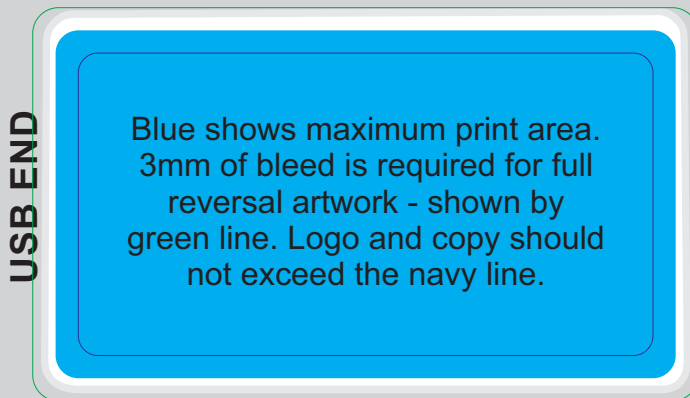 USB END
Blue shows maximum print area.
3mm of bleed is required for full
reversal artwork - shown by
green line. Logo and copy should
not exceed the navy line.